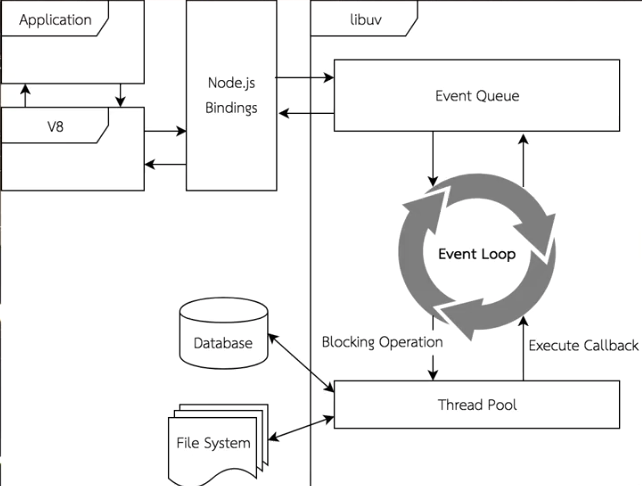 Application
libuv
Node.js
Bindings
Event Queue
V8
Event Loop
Database
Blocking Operation
Execute Callback
Thread Pool
File System